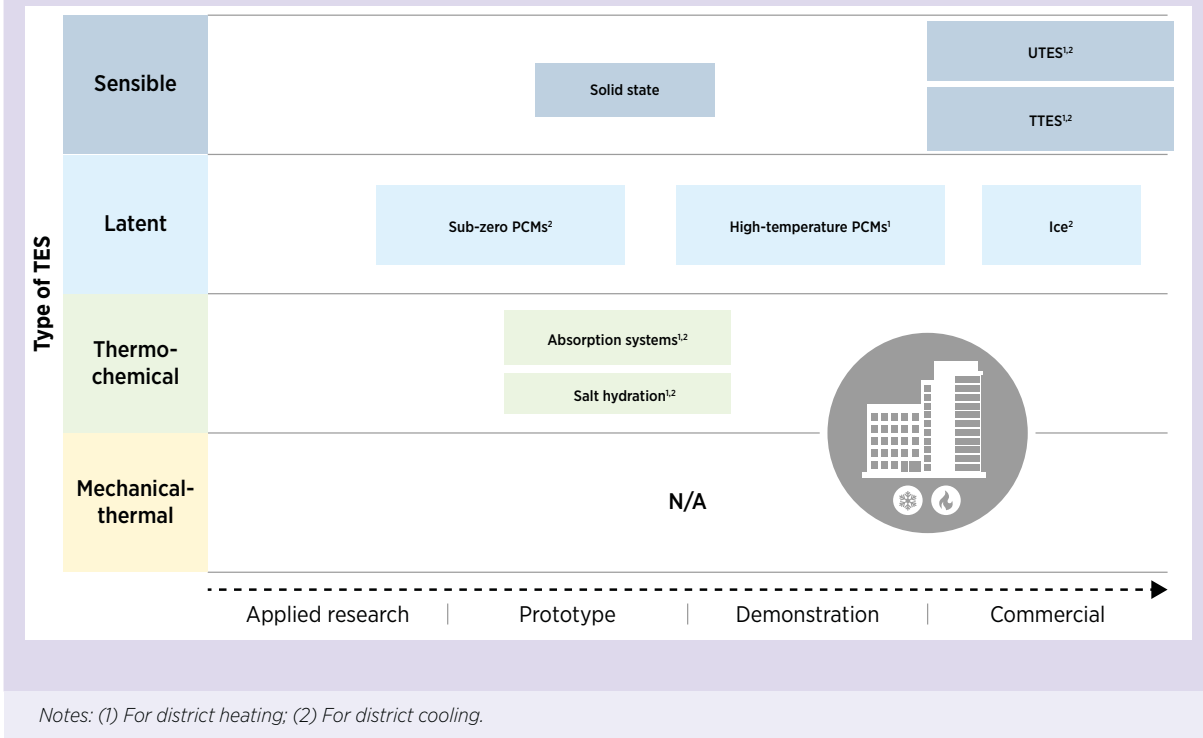 Type of TES
Sensible
Solid state
UTES¹,²
TTES¹,²
Latent
Sub-zero PCMs²
High-temperature PCMs¹
Ice²
Thermo-
chemical
Absorption systems¹,²
Salt hydration¹,²
Mechanical-
thermal
N/A
Applied research | Prototype | Demonstration | Commercial
Notes: (1) For district heating; (2) For district cooling.